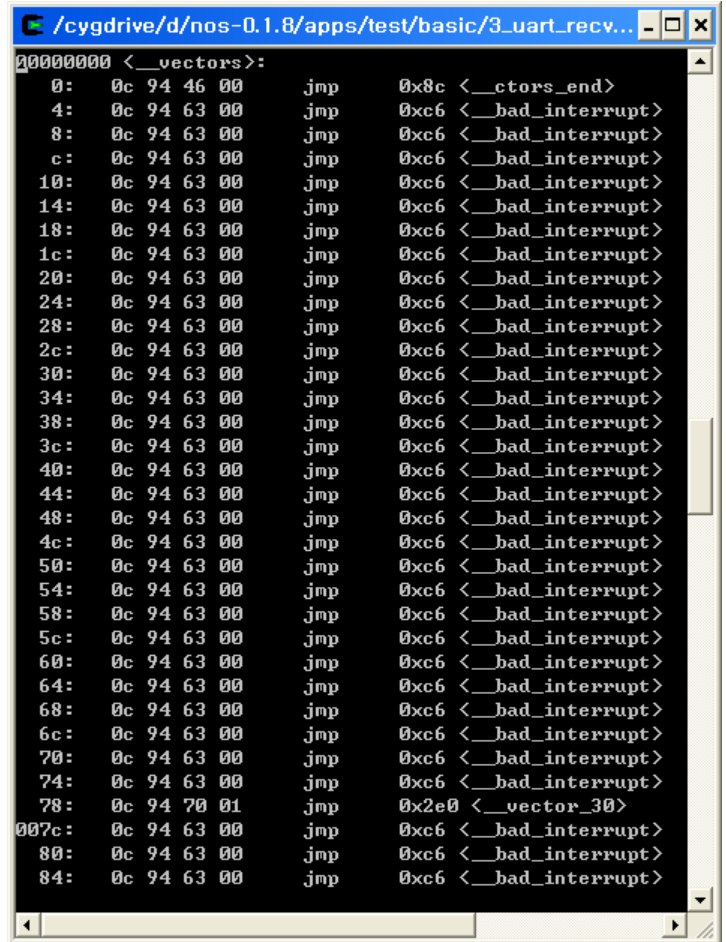 /cygdrive/d/nos-0.1.8/apps/test/basic/3_uart_recv...
00000000 <__vectors>:
0: 0c 94 46 00 jmp 0x8c <__ctors_end>
4: 0c 94 63 00 jmp 0xc6 <__bad_interrupt>
8: 0c 94 63 00 jmp 0xc6 <__bad_interrupt>
c: 0c 94 63 00 jmp 0xc6 <__bad_interrupt>
10: 0c 94 63 00 jmp 0xc6 <__bad_interrupt>
14: 0c 94 63 00 jmp 0xc6 <__bad_interrupt>
18: 0c 94 63 00 jmp 0xc6 <__bad_interrupt>
1c: 0c 94 63 00 jmp 0xc6 <__bad_interrupt>
20: 0c 94 63 00 jmp 0xc6 <__bad_interrupt>
24: 0c 94 63 00 jmp 0xc6 <__bad_interrupt>
28: 0c 94 63 00 jmp 0xc6 <__bad_interrupt>
2c: 0c 94 63 00 jmp 0xc6 <__bad_interrupt>
30: 0c 94 63 00 jmp 0xc6 <__bad_interrupt>
34: 0c 94 63 00 jmp 0xc6 <__bad_interrupt>
38: 0c 94 63 00 jmp 0xc6 <__bad_interrupt>
3c: 0c 94 63 00 jmp 0xc6 <__bad_interrupt>
40: 0c 94 63 00 jmp 0xc6 <__bad_interrupt>
44: 0c 94 63 00 jmp 0xc6 <__bad_interrupt>
48: 0c 94 63 00 jmp 0xc6 <__bad_interrupt>
4c: 0c 94 63 00 jmp 0xc6 <__bad_interrupt>
50: 0c 94 63 00 jmp 0xc6 <__bad_interrupt>
54: 0c 94 63 00 jmp 0xc6 <__bad_interrupt>
58: 0c 94 63 00 jmp 0xc6 <__bad_interrupt>
5c: 0c 94 63 00 jmp 0xc6 <__bad_interrupt>
60: 0c 94 63 00 jmp 0xc6 <__bad_interrupt>
64: 0c 94 63 00 jmp 0xc6 <__bad_interrupt>
68: 0c 94 63 00 jmp 0xc6 <__bad_interrupt>
6c: 0c 94 63 00 jmp 0xc6 <__bad_interrupt>
70: 0c 94 63 00 jmp 0xc6 <__bad_interrupt>
74: 0c 94 63 00 jmp 0xc6 <__bad_interrupt>
78: 0c 94 70 01 jmp 0x2e0 <__vector_30>
007c: 0c 94 63 00 jmp 0xc6 <__bad_interrupt>
80: 0c 94 63 00 jmp 0xc6 <__bad_interrupt>
84: 0c 94 63 00 jmp 0xc6 <__bad_interrupt>